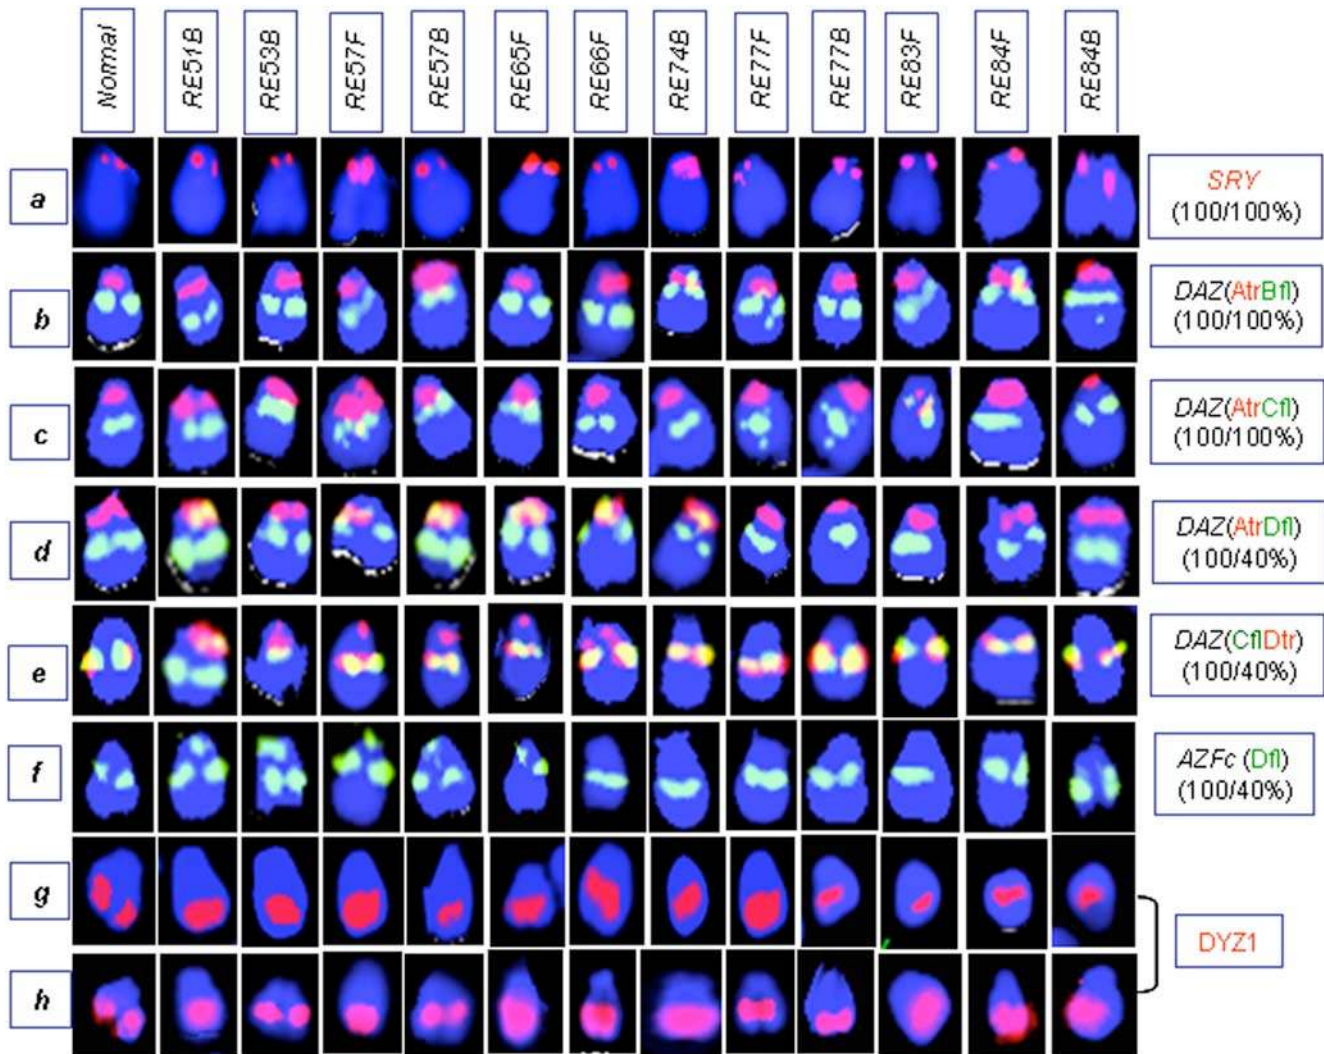 Normal
RE51B
RE53B
RE57F
RE57B
RE65F
RE66F
RE74B
RE77F
RE77B
RE83F
RE84F
RE84B
a
SRY
(100/100%)
b
DAZ(AtrBfl)
(100/100%)
c
DAZ(AtrCfl)
(100/100%)
d
DAZ(AtrDfl)
(100/40%)
e
DAZ(CflDtr)
(100/40%)
f
AZFc (Dfl)
(100/40%)
g
DYZ1
h